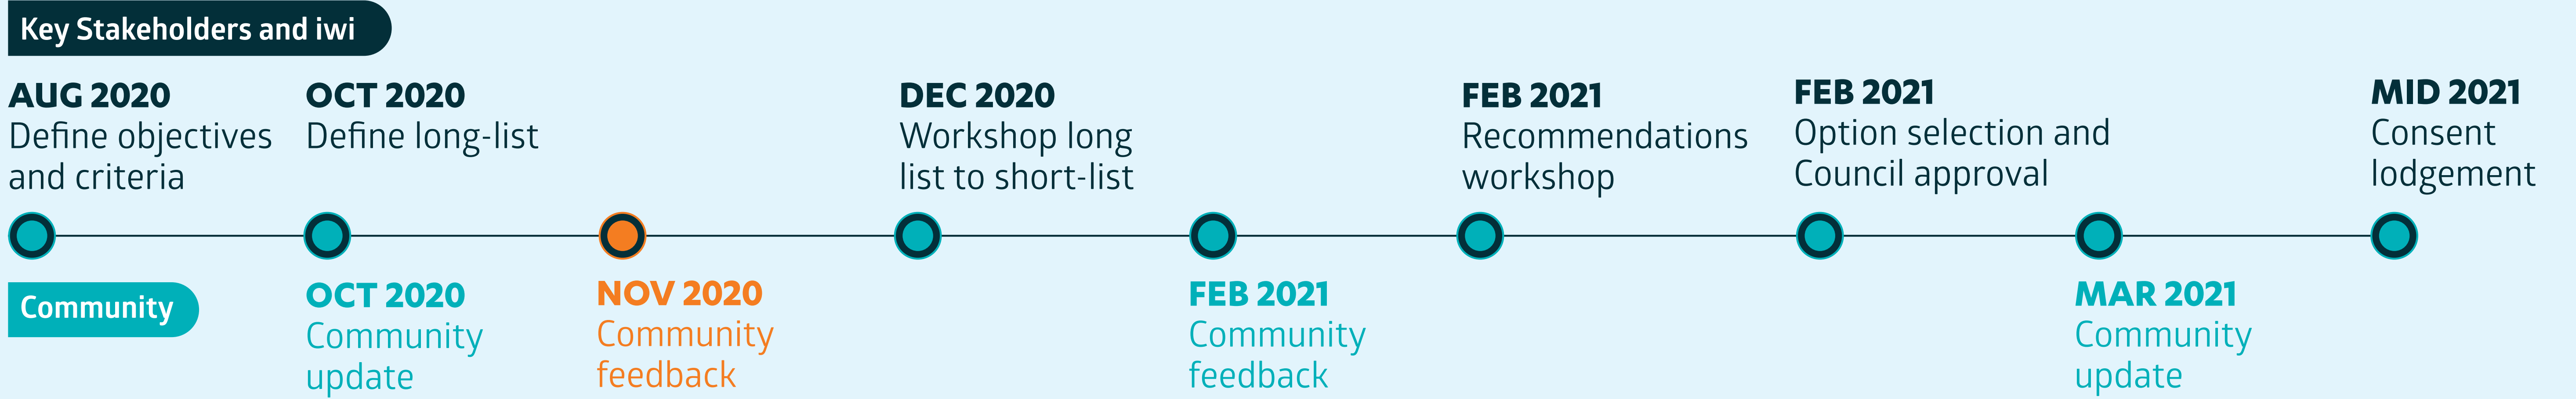 Key Stakeholders and iwi
AUG 2020
Define objectives
and criteria
OCT 2020
Define long-list
DEC 2020
Workshop long
list to short-list
FEB 2021
Recommendations
workshop
FEB 2021
Option selection and
Council approval
MID 2021
Consent
lodgement
Community
OCT 2020
Community
update
NOV 2020
Community
feedback
FEB 2021
Community
feedback
MAR 2021
Community
update